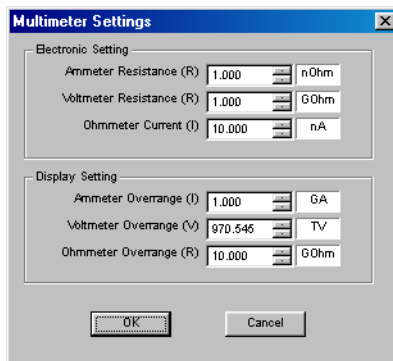 Multimeter Settings
Electronic Setting
Ammeter Resistance (R) 1.000 nOhm
Voltmeter Resistance (R) 1.000 GOhm
Ohmmeter Current (I) 10.000 nA
Display Setting
Ammeter Overrange (I) 1.000 GA
Voltmeter Overrange (V) 970.545 TV
Ohmmeter Overrange (R) 10.000 GOhm
OK Cancel